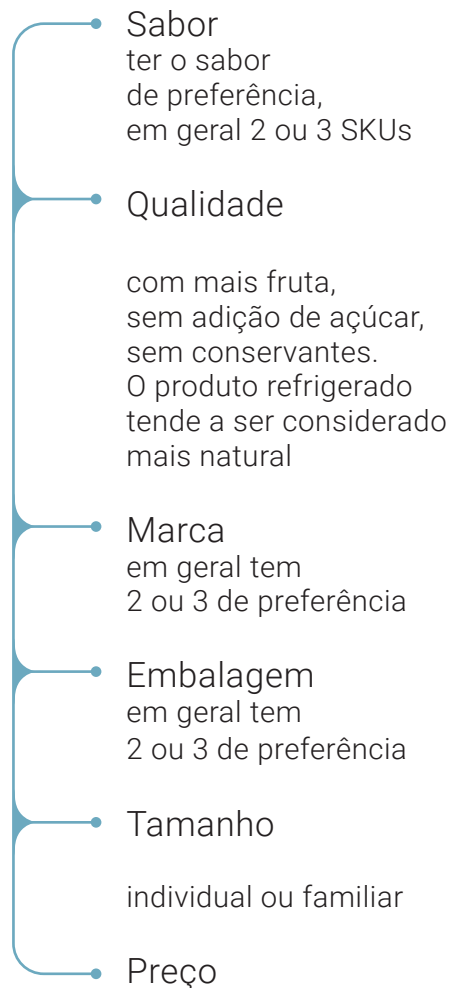 Sabor
ter o sabor
de preferência,
em geral 2 ou 3 SKUs
Qualidade
com mais fruta,
sem adição de açúcar,
sem conservantes.
O produto refrigerado
tende a ser considerado
mais natural
Marca
em geral tem
2 ou 3 de preferência
Embalagem
em geral tem
2 ou 3 de preferência
Tamanho
individual ou familiar
Preço